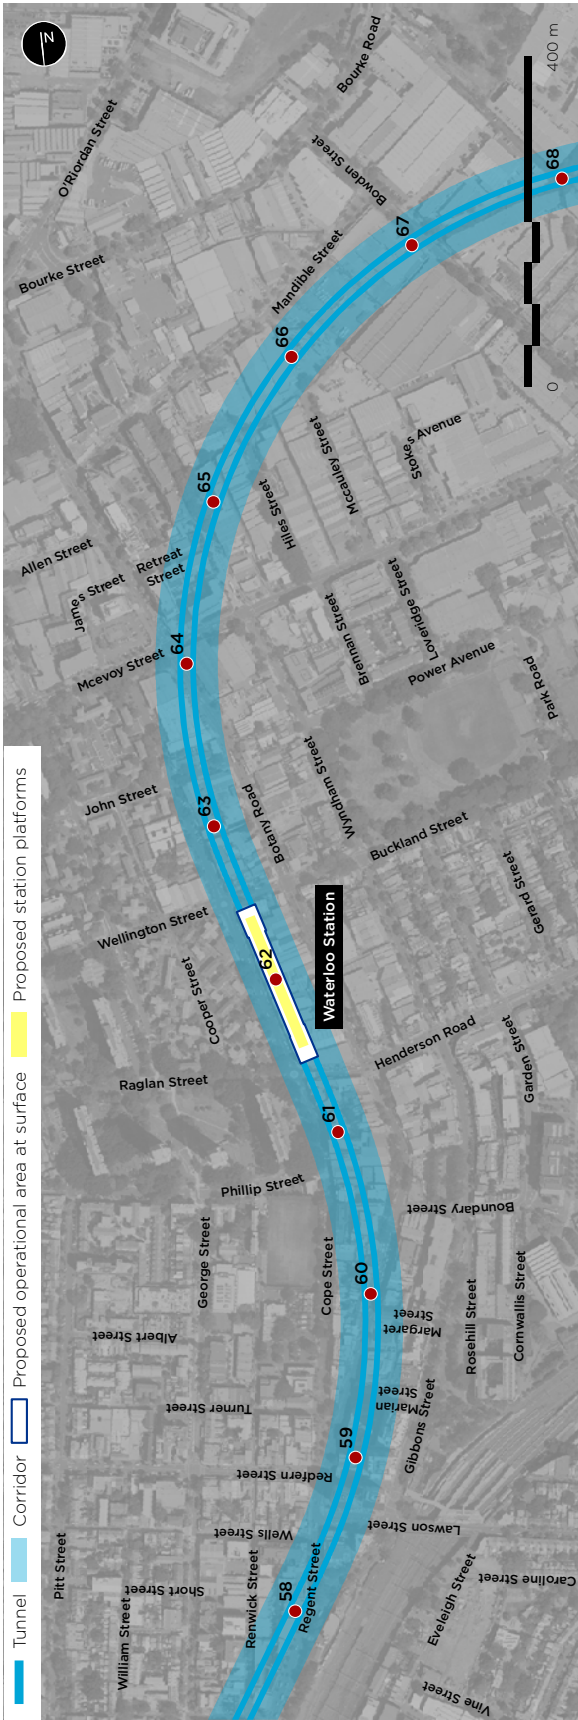 Tunnel
Corridor
Proposed operational area at surface
Proposed station platforms
N
Pitt Street
William Street
Short Street
Renwick Street
Wells Street
58
Regent Street
Vine Street
Eveleigh Street
Caroline Street
Lawson Street
Redfern Street
59
Turner Street
Albert Street
Gibbons Street
Marian
Street
Margaret
Street
60
Rosehill Street
Cornwallis Street
Boundary Street
George Street
Cope Street
Phillip Street
61
Raglan Street
Cooper Street
Wellington Street
62
Waterloo Station
Henderson Road
Garden Street
Gerard Street
Buckland Street
63
John Street
Botany Road
Wyndham Street
Mcevoy Street
64
James Street
Allen Street
Retreat
Street
65
Power Avenue
Park Road
Brennan Street
Loveridge Street
Hiles Street
Mccauley Street
Stokes Avenue
66
Mandible Street
67
Bowden Street
68
Bourke Street
O'Riordan Street
Bourke Road
0
400 m